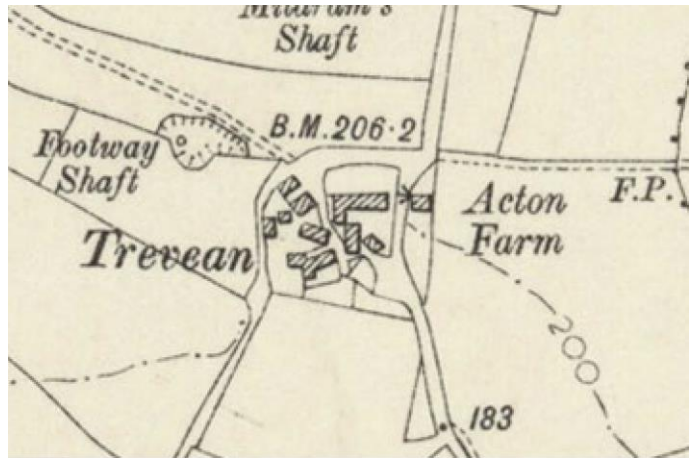 Shaft
B.M. 206·2
Footway
Shaft
Acton
Farm
F.P.
Trevean
200
183